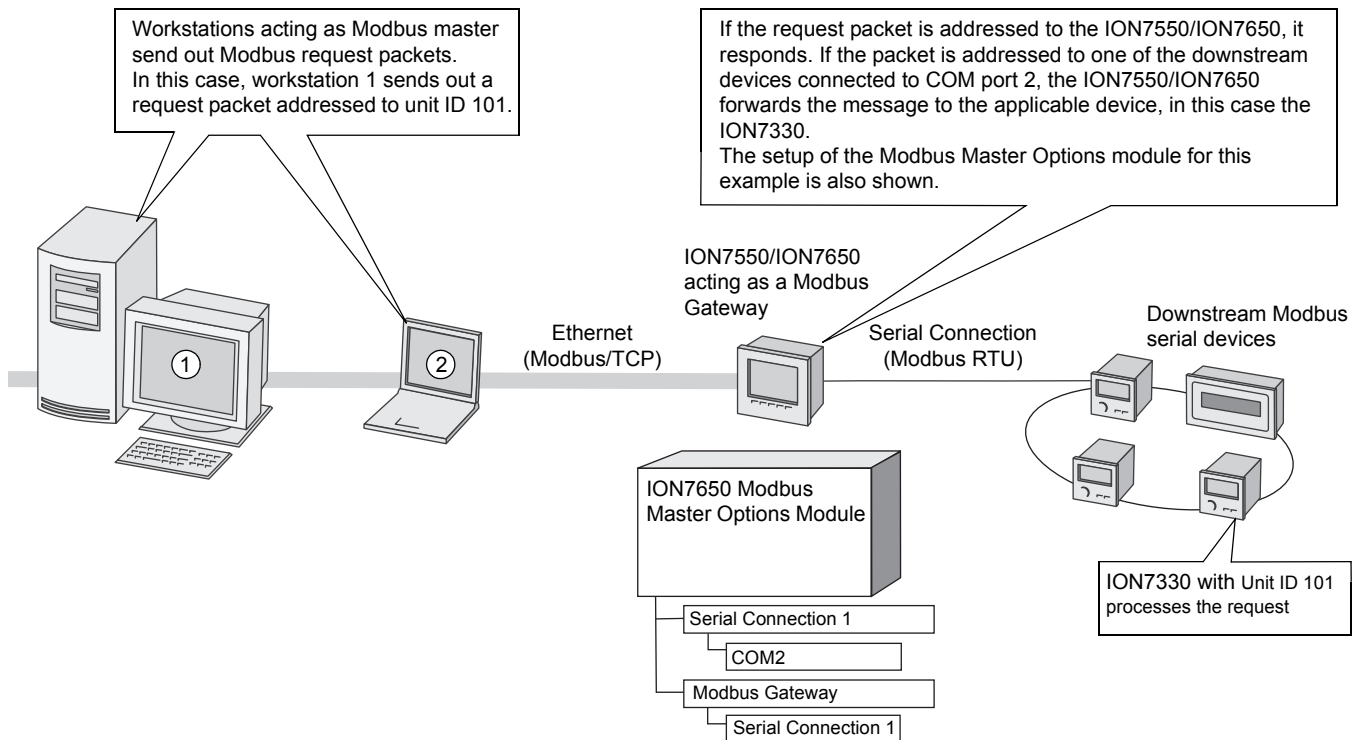 Workstations acting as Modbus master
send out Modbus request packets.
In this case, workstation 1 sends out a
request packet addressed to unit ID 101.
If the request packet is addressed to the ION7550/ION7650, it
responds. If the packet is addressed to one of the downstream
devices connected to COM port 2, the ION7550/ION7650
forwards the message to the applicable device, in this case the
ION7330.
The setup of the Modbus Master Options module for this
example is also shown.
ION7550/ION7650
acting as a Modbus
Gateway
1
2
Ethernet
(Modbus/TCP)
Serial Connection
(Modbus RTU)
Downstream Modbus
serial devices
ION7650 Modbus
Master Options Module
Serial Connection 1
COM2
Modbus Gateway
Serial Connection 1
ION7330 with Unit ID 101
processes the request